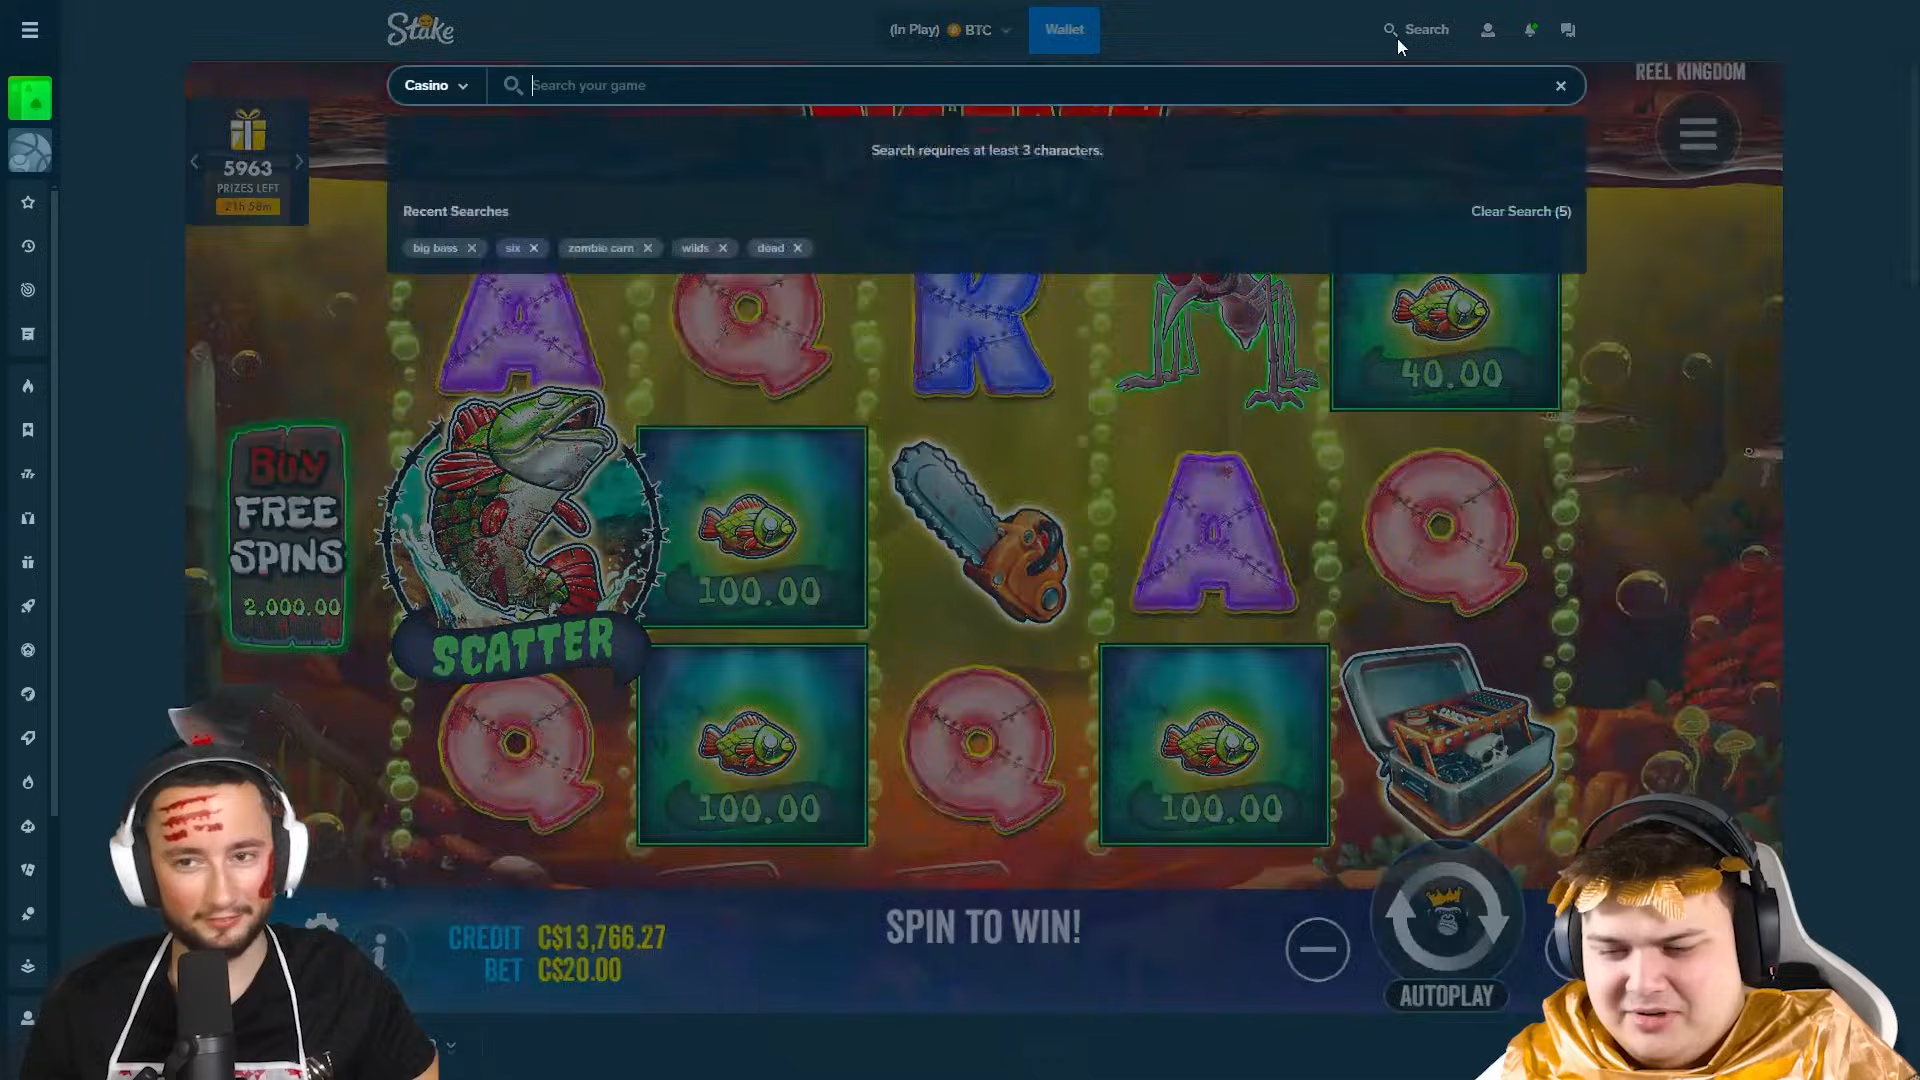 Stake
(In Play) BTC
Wallet
Search
REEL KINGDOM
Casino
Search your game
5963
PRIZES LEFT
21h 58m
Search requires at least 3 characters.
Recent Searches
Clear Search (5)
big bass
six
zombie carn
wilds
dead
A
Q
K
40.00
BUY
FREE
SPINS
2,000.00
100.00
A
Q
SCATTER
Q
100.00
Q
100.00
CREDIT C$13,766.27
BET C$20.00
SPIN TO WIN!
AUTOPLAY